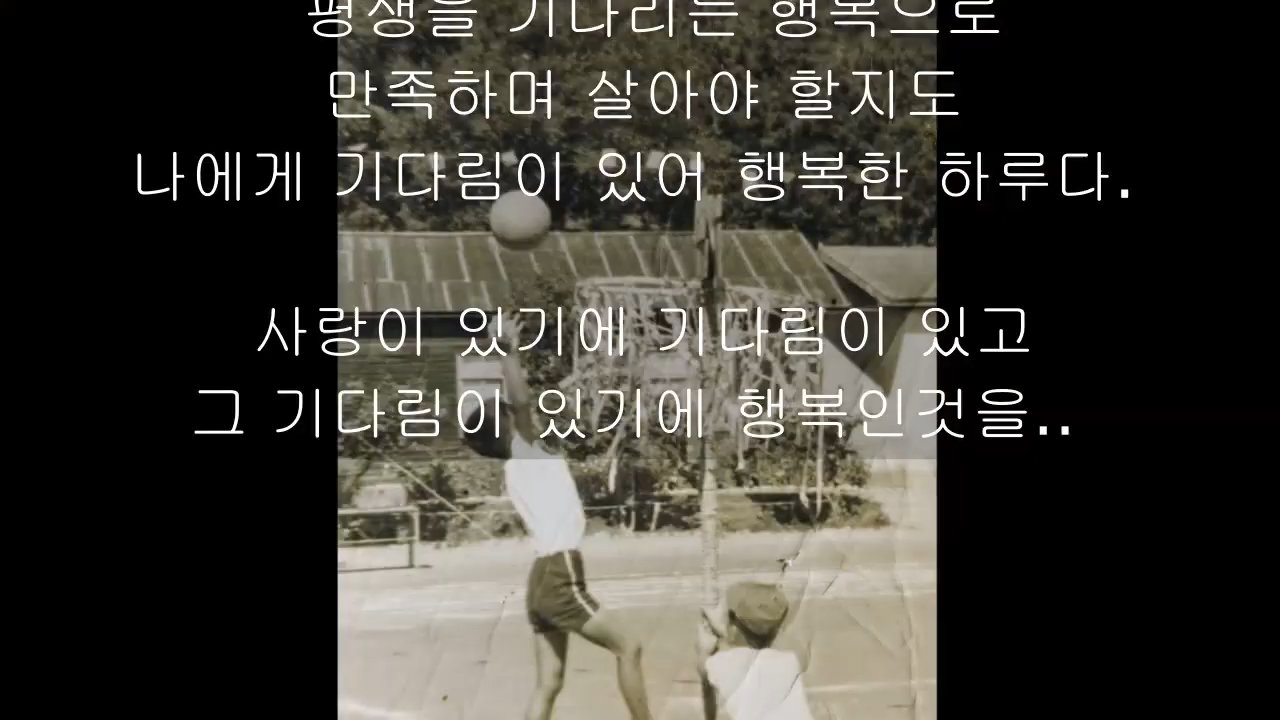 평생을 기다리는 행복으로
만족하며 살아야 할지도
나에게 기다림이 있어 행복한 하루다.
사랑이 있기에 기다림이 있고
그 기다림이 있기에 행복인것을..